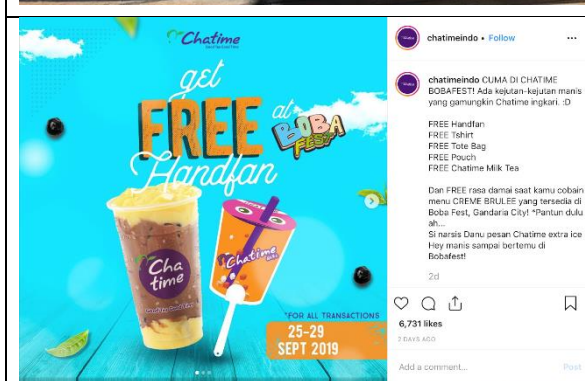 Chatime
get
FREE at
BOBA
FEST
Handfan
Cha
time
Chatime
*FOR ALL TRANSACTIONS
25-29
SEPT 2019
chatimeindo • Follow
chatimeindo CUMA DI CHATIME
BOBAFEST! Ada kejutan-kejutan manis
yang gamungkin Chatime ingkari. :D
FREE Handfan
FREE Tshirt
FREE Tote Bag
FREE Pouch
FREE Chatime Milk Tea
Dan FREE rasa damai saat kamu cobain
menu CREME BRULEE yang tersedia di
Boba Fest, Gandaria City! *Pantun dulu
ah...
Si narsis Danu pesan Chatime extra ice
Hey manis sampai bertemu di
Bobafest!
2d
6,731 likes
2 DAYS AGO
Add a comment...
Post